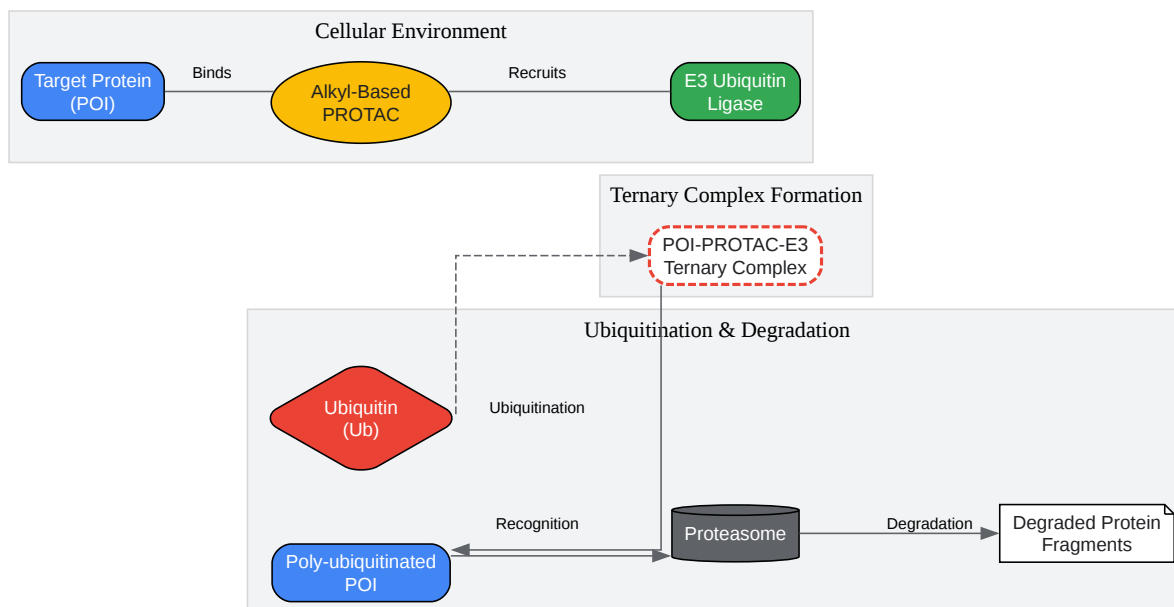 Cellular Environment
Target Protein
(POI)
Binds
Alkyl-Based
PROTAC
Recruits
E3 Ubiquitin
Ligase
Ternary Complex Formation
POI-PROTAC-E3
Ternary Complex
Ubiquitination & Degradation
Ubiquitin
(Ub)
Ubiquitination
Recognition
Poly-ubiquitinated
POI
Proteasome
Degradation
Degraded Protein
Fragments